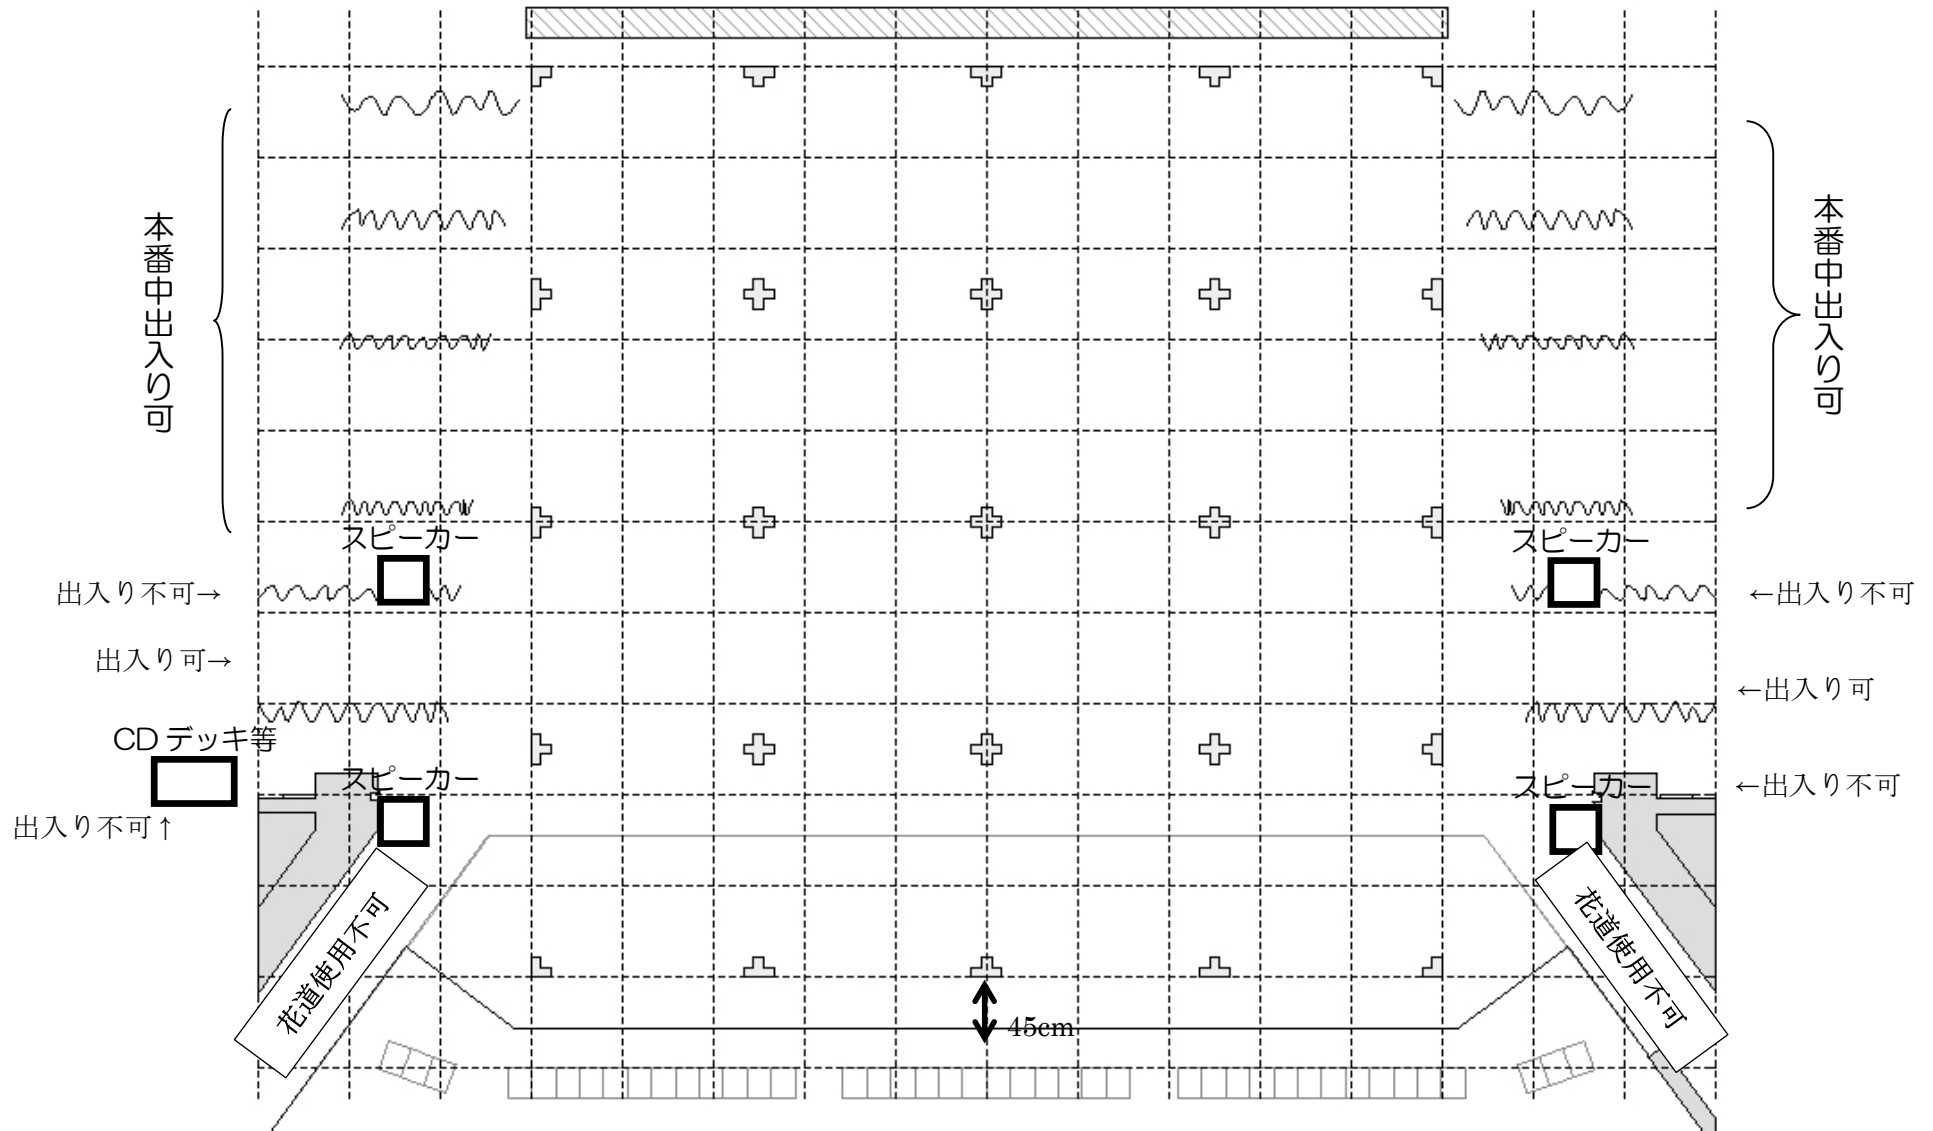 本番中出入り可
本番中出入り可
スピーカー
スピーカー
出入り不可→
←出入り不可
出入り可→
←出入り可
CDデッキ等
スピーカー
スピーカー
←出入り不可
出入り不可↑
花道使用不可
花道使用不可
45cm